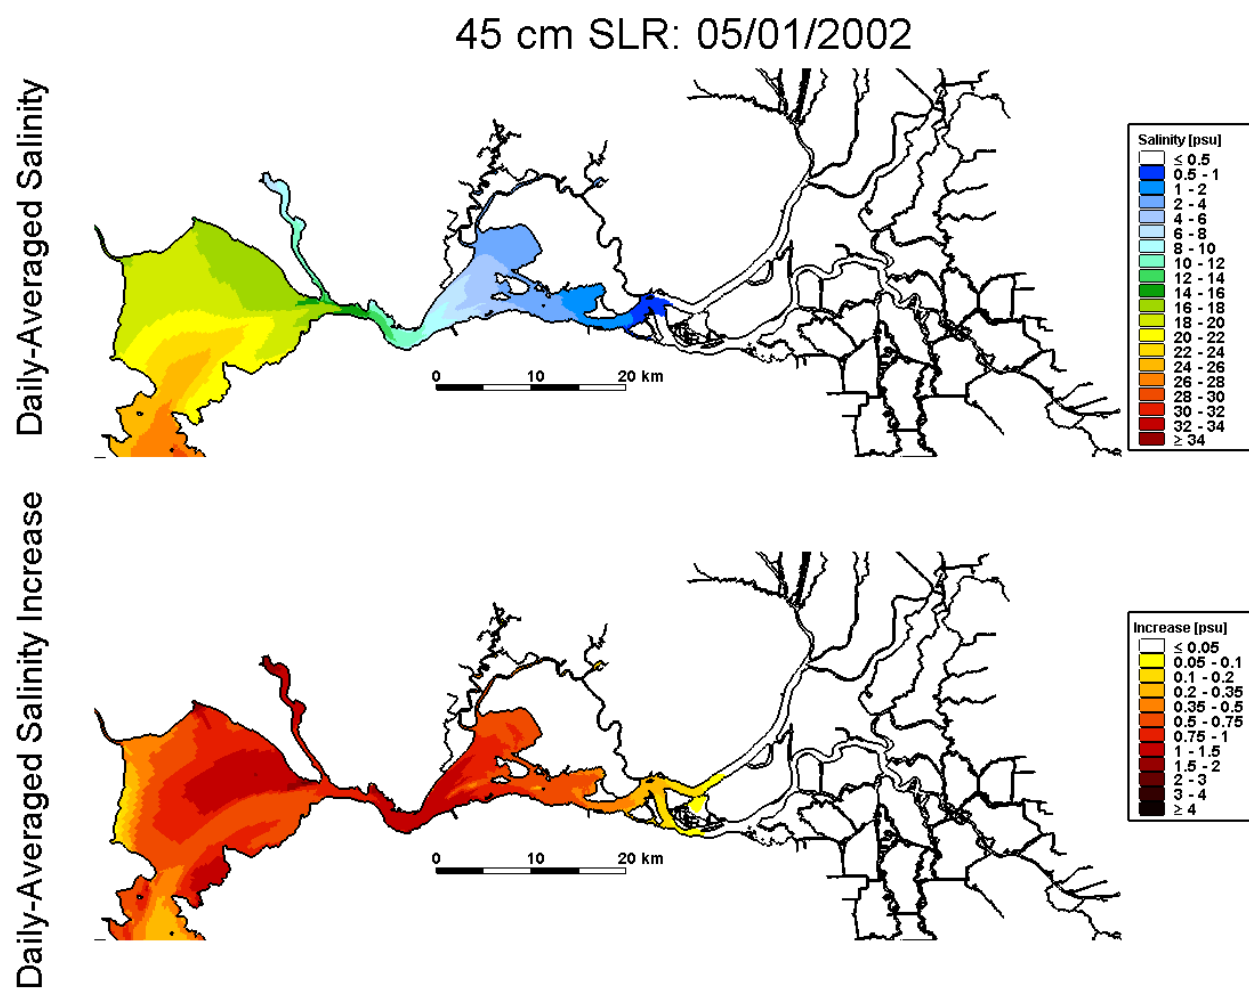 45 cm SLR: 05/01/2002
Daily-Averaged Salinity
0 10 20 km
Salinity [psu]
≤ 0.5
0.5 - 1
1 - 2
2 - 4
4 - 6
6 - 8
8 - 10
10 - 12
12 - 14
14 - 16
16 - 18
18 - 20
20 - 22
22 - 24
24 - 26
26 - 28
28 - 30
30 - 32
32 - 34
≥ 34
Daily-Averaged Salinity Increase
0 10 20 km
Increase [psu]
≤ 0.05
0.05 - 0.1
0.1 - 0.2
0.2 - 0.35
0.35 - 0.5
0.5 - 0.75
0.75 - 1
1 - 1.5
1.5 - 2
2 - 3
3 - 4
≥ 4